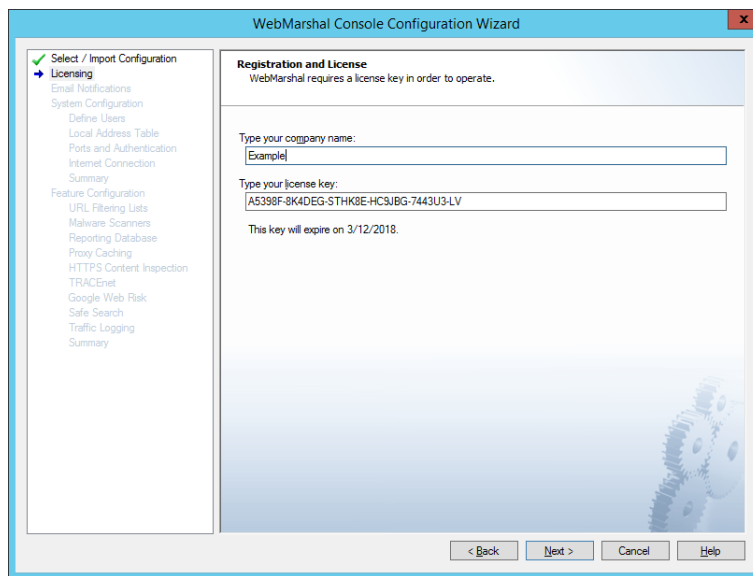 WebMarshal Console Configuration Wizard
x
Select / Import Configuration
Licensing
Email Notifications
System Configuration
Define Users
Local Address Table
Ports and Authentication
Internet Connection
Summary
Feature Configuration
URL Filtering Lists
Malware Scanners
Reporting Database
Proxy Caching
HTTPS Content Inspection
TRACEnet
Google Web Risk
Safe Search
Traffic Logging
Summary
Registration and License
WebMarshal requires a license key in order to operate.
Type your company name:
Example
Type your license key:
A5398F-8K4DEG-STHK8E-HC9JBG-7443U3-LV
This key will expire on 3/12/2018.
< Back
Next >
Cancel
Help